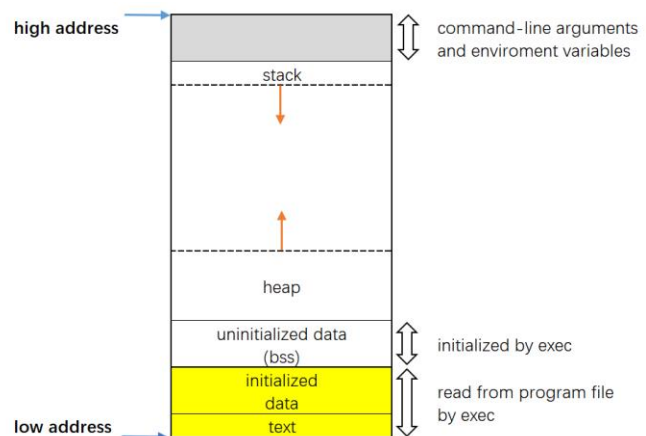 high address
command-line arguments
and enviroment variables
stack
heap
uninitialized data
(bss)
initialized by exec
initialized
data
read from program file
by exec
low address
text